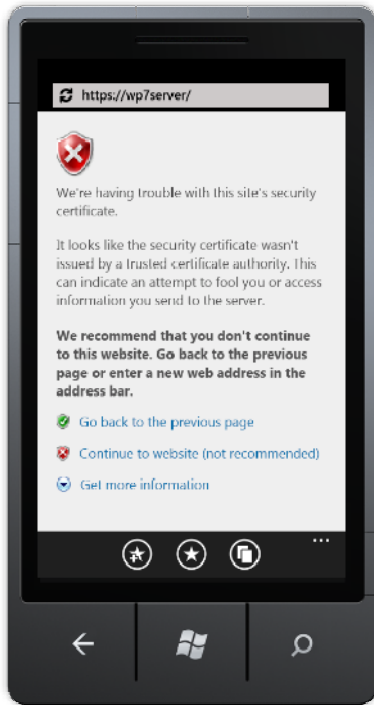 https://wp7server/
We're having trouble with this site's security
certificate.
It looks like the security certificate wasn't
issued by a trusted certificate authority. This
can indicate an attempt to fool you or access
information you send to the server.
We recommend that you don't continue
to this website. Go back to the previous
page or enter a new web address in the
address bar.
Go back to the previous page
Continue to website (not recommended)
Get more information